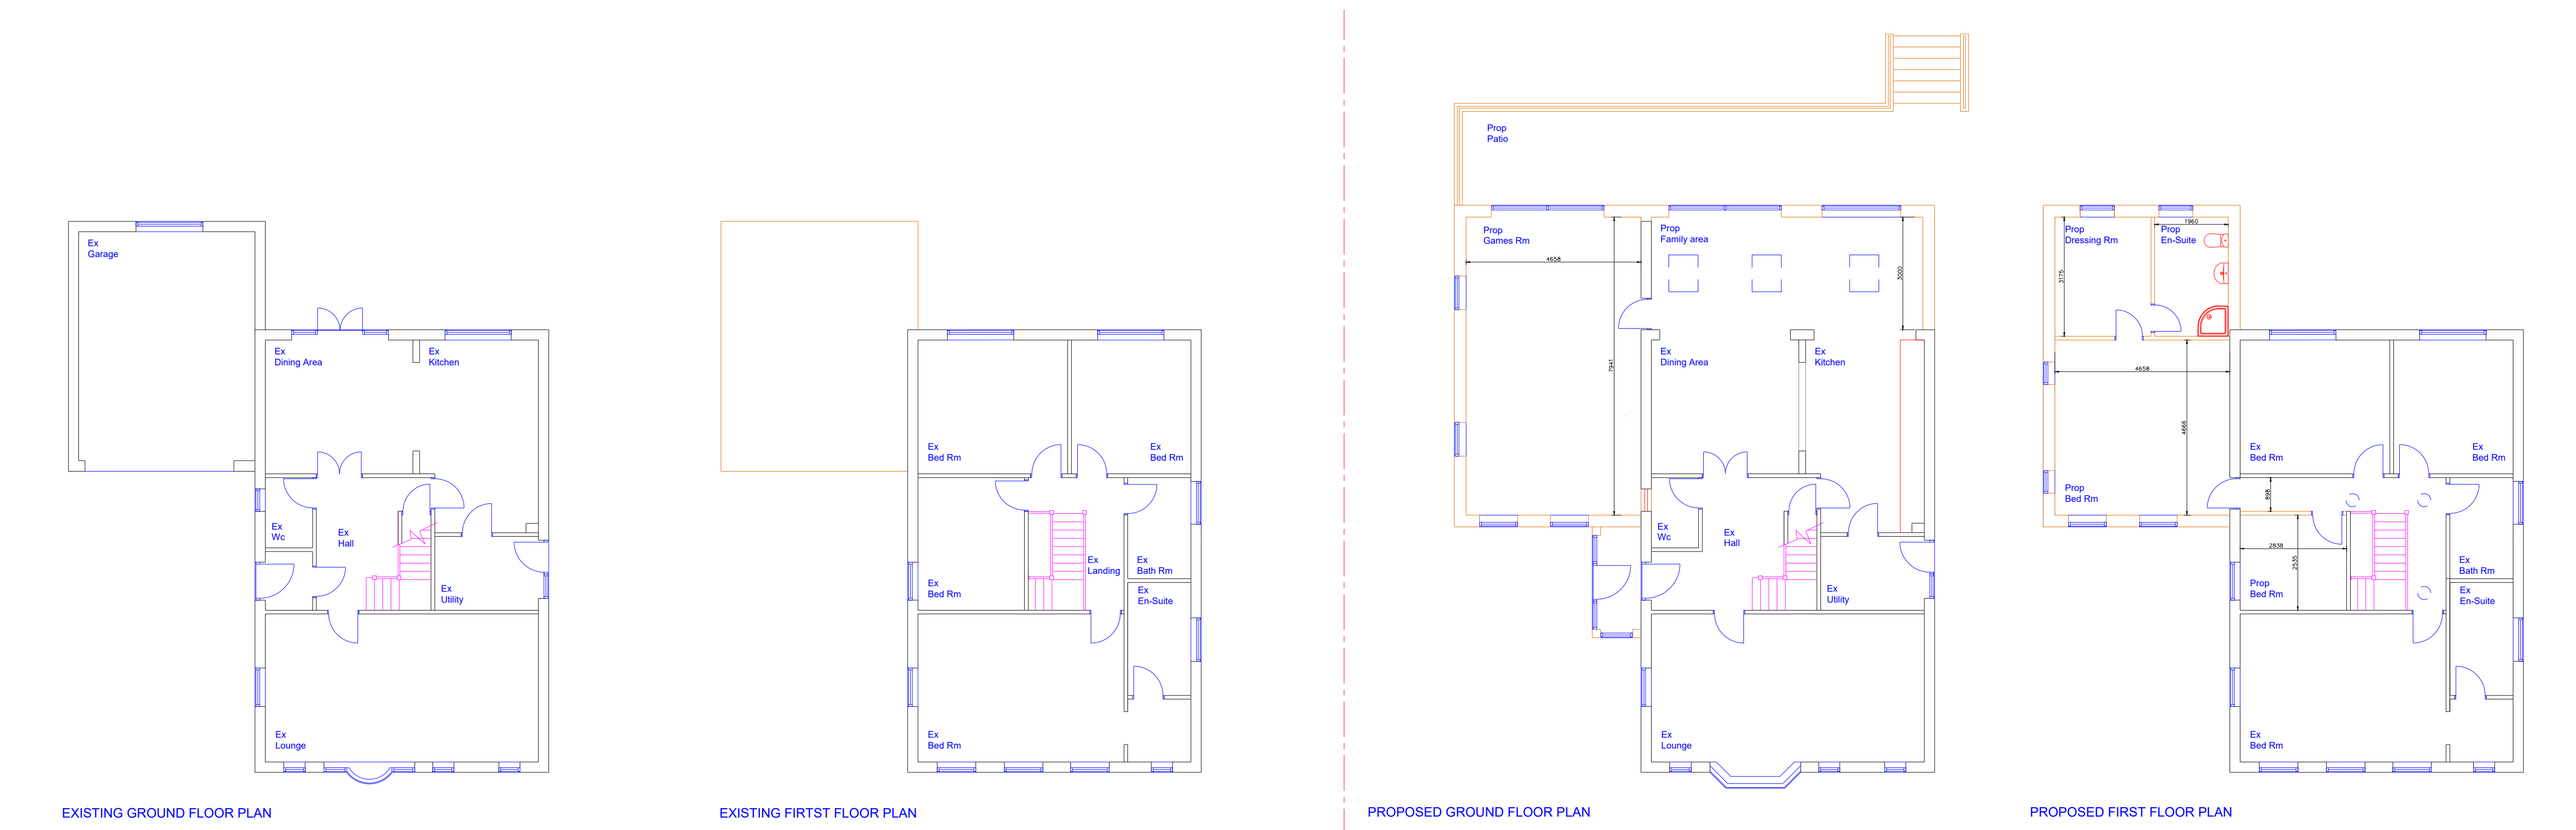 Ex
Garage
Ex
Dining Area
Ex
Kitchen
Ex
Wc
Ex
Hall
Ex
Utility
Ex
Lounge
EXISTING GROUND FLOOR PLAN
Ex
Bed Rm
Ex
Bed Rm
Ex
Bed Rm
Ex
Landing
Ex
Bath Rm
Ex
En-Suite
Ex
Bed Rm
EXISTING FIRTST FLOOR PLAN
Prop
Patio
Prop
Games Rm
Prop
Family area
4658
3000
7941
Ex
Dining Area
Ex
Kitchen
Ex
Wc
Ex
Hall
Ex
Utility
Ex
Lounge
PROPOSED GROUND FLOOR PLAN
Prop
Dressing Rm
Prop
En-Suite
1960
3175
4658
4666
Prop
Bed Rm
Ex
Bed Rm
Ex
Bed Rm
898
2838
2535
Prop
Bed Rm
Ex
Bath Rm
Ex
En-Suite
Ex
Bed Rm
PROPOSED FIRST FLOOR PLAN